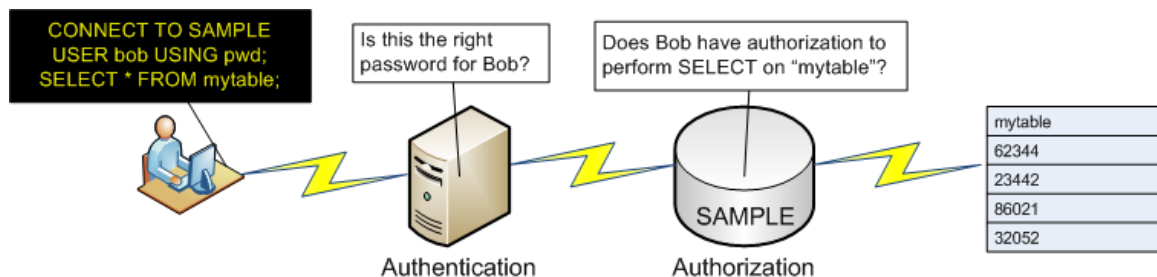 CONNECT TO SAMPLE
USER bob USING pwd;
SELECT * FROM mytable;
Is this the right
password for Bob?
Does Bob have authorization to
perform SELECT on “mytable”?
mytable
62344
23442
86021
32052
SAMPLE
Authentication
Authorization